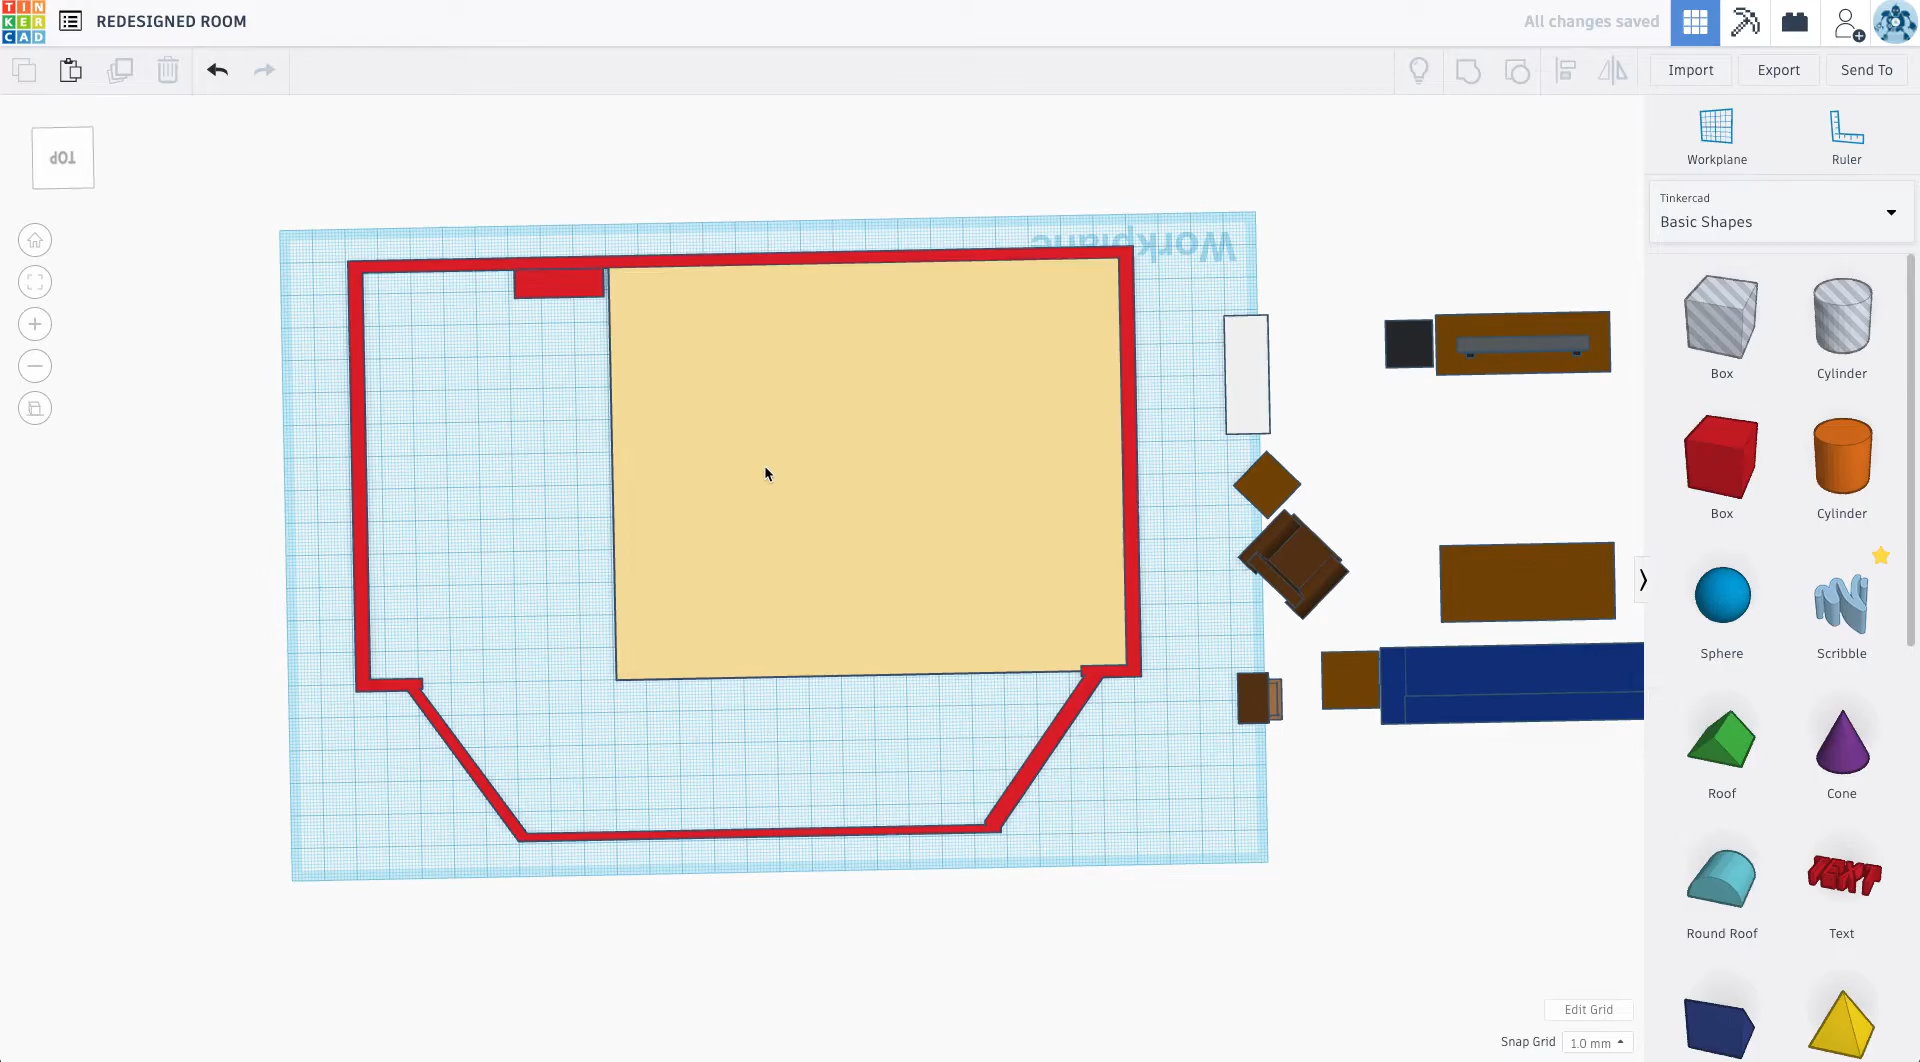 TIN
KER
CAD
REDESIGNED ROOM
All changes saved
Import
Export
Send To
TOP
Workplane
Workplane
Ruler
Tinkercad
Basic Shapes
Box
Cylinder
Box
Cylinder
Sphere
Scribble
Roof
Cone
Round Roof
TEXT
Text
Edit Grid
Snap Grid
1.0 mm